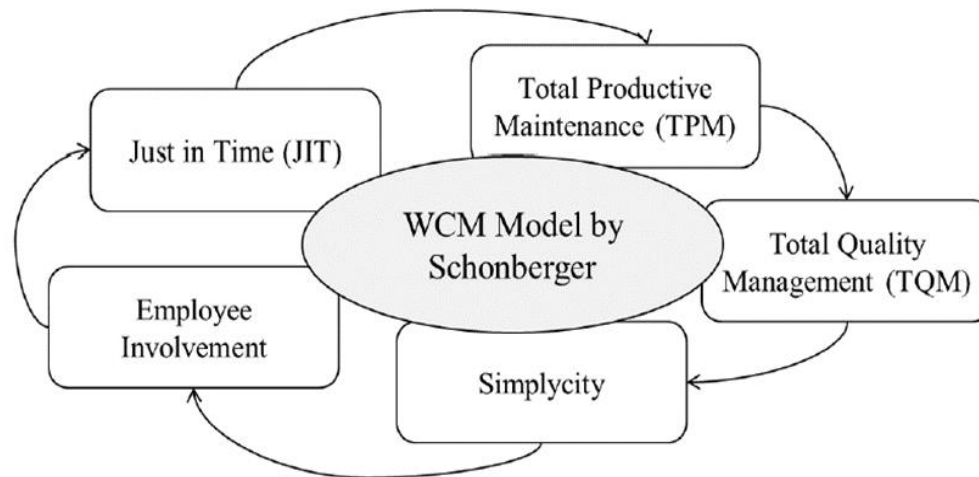 Total Productive
Maintenance (TPM)
Just in Time (JIT)
WCM Model by
Schonberger
Total Quality
Management (TQM)
Employee
Involvement
Simplycity